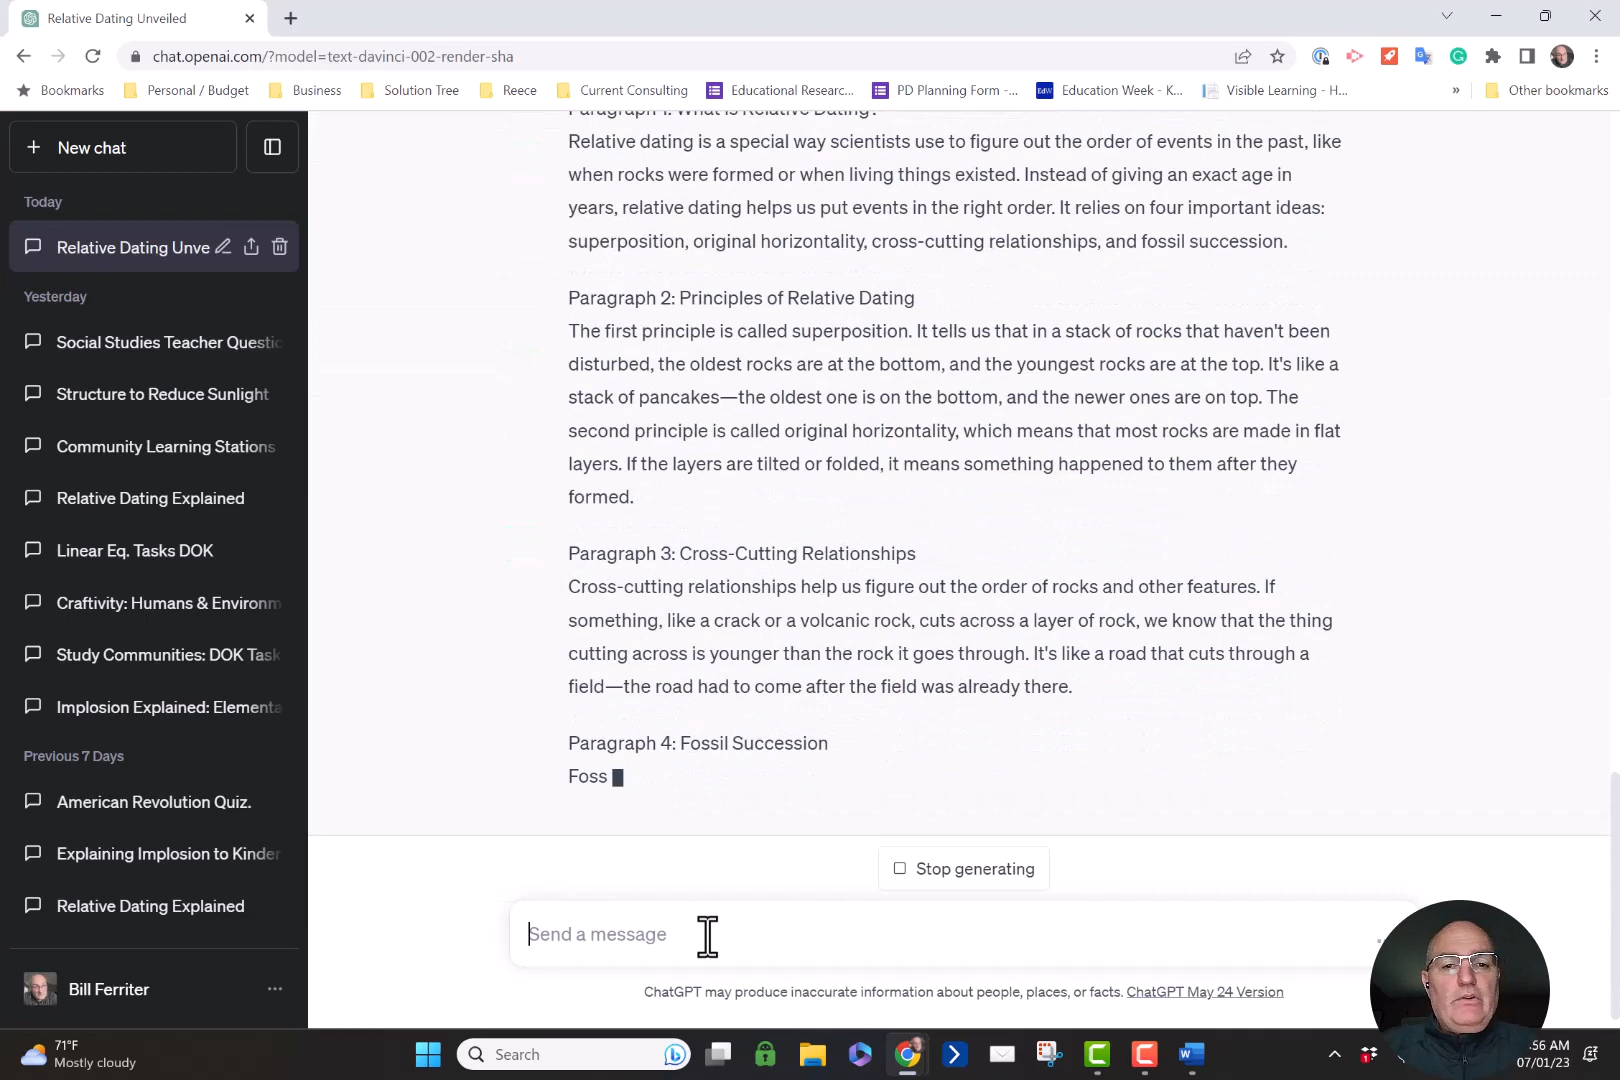 Relative Dating Unveiled
chat.openai.com/?model=text-davinci-002-render-sha
Bookmarks Personal / Budget Business Solution Tree Reece Current Consulting Educational Researc... PD Planning Form -... EdW Education Week - K... Visible Learning - H... » Other bookmarks
New chat
Today
Relative Dating Unve
Yesterday
Social Studies Teacher Questio
Structure to Reduce Sunlight
Community Learning Stations
Relative Dating Explained
Linear Eq. Tasks DOK
Craftivity: Humans & Environm
Study Communities: DOK Task
Implosion Explained: Elementa
Previous 7 Days
American Revolution Quiz.
Explaining Implosion to Kinder
Relative Dating Explained
Bill Ferriter
Paragraph 1: What is Relative Dating?
Relative dating is a special way scientists use to figure out the order of events in the past, like
when rocks were formed or when living things existed. Instead of giving an exact age in
years, relative dating helps us put events in the right order. It relies on four important ideas:
superposition, original horizontality, cross-cutting relationships, and fossil succession.
Paragraph 2: Principles of Relative Dating
The first principle is called superposition. It tells us that in a stack of rocks that haven't been
disturbed, the oldest rocks are at the bottom, and the youngest rocks are at the top. It's like a
stack of pancakes—the oldest one is on the bottom, and the newer ones are on top. The
second principle is called original horizontality, which means that most rocks are made in flat
layers. If the layers are tilted or folded, it means something happened to them after they
formed.
Paragraph 3: Cross-Cutting Relationships
Cross-cutting relationships help us figure out the order of rocks and other features. If
something, like a crack or a volcanic rock, cuts across a layer of rock, we know that the thing
cutting across is younger than the rock it goes through. It's like a road that cuts through a
field—the road had to come after the field was already there.
Paragraph 4: Fossil Succession
Foss
Stop generating
Send a message
ChatGPT may produce inaccurate information about people, places, or facts. ChatGPT May 24 Version
71°F
Mostly cloudy
Search
:56 AM
07/01/23